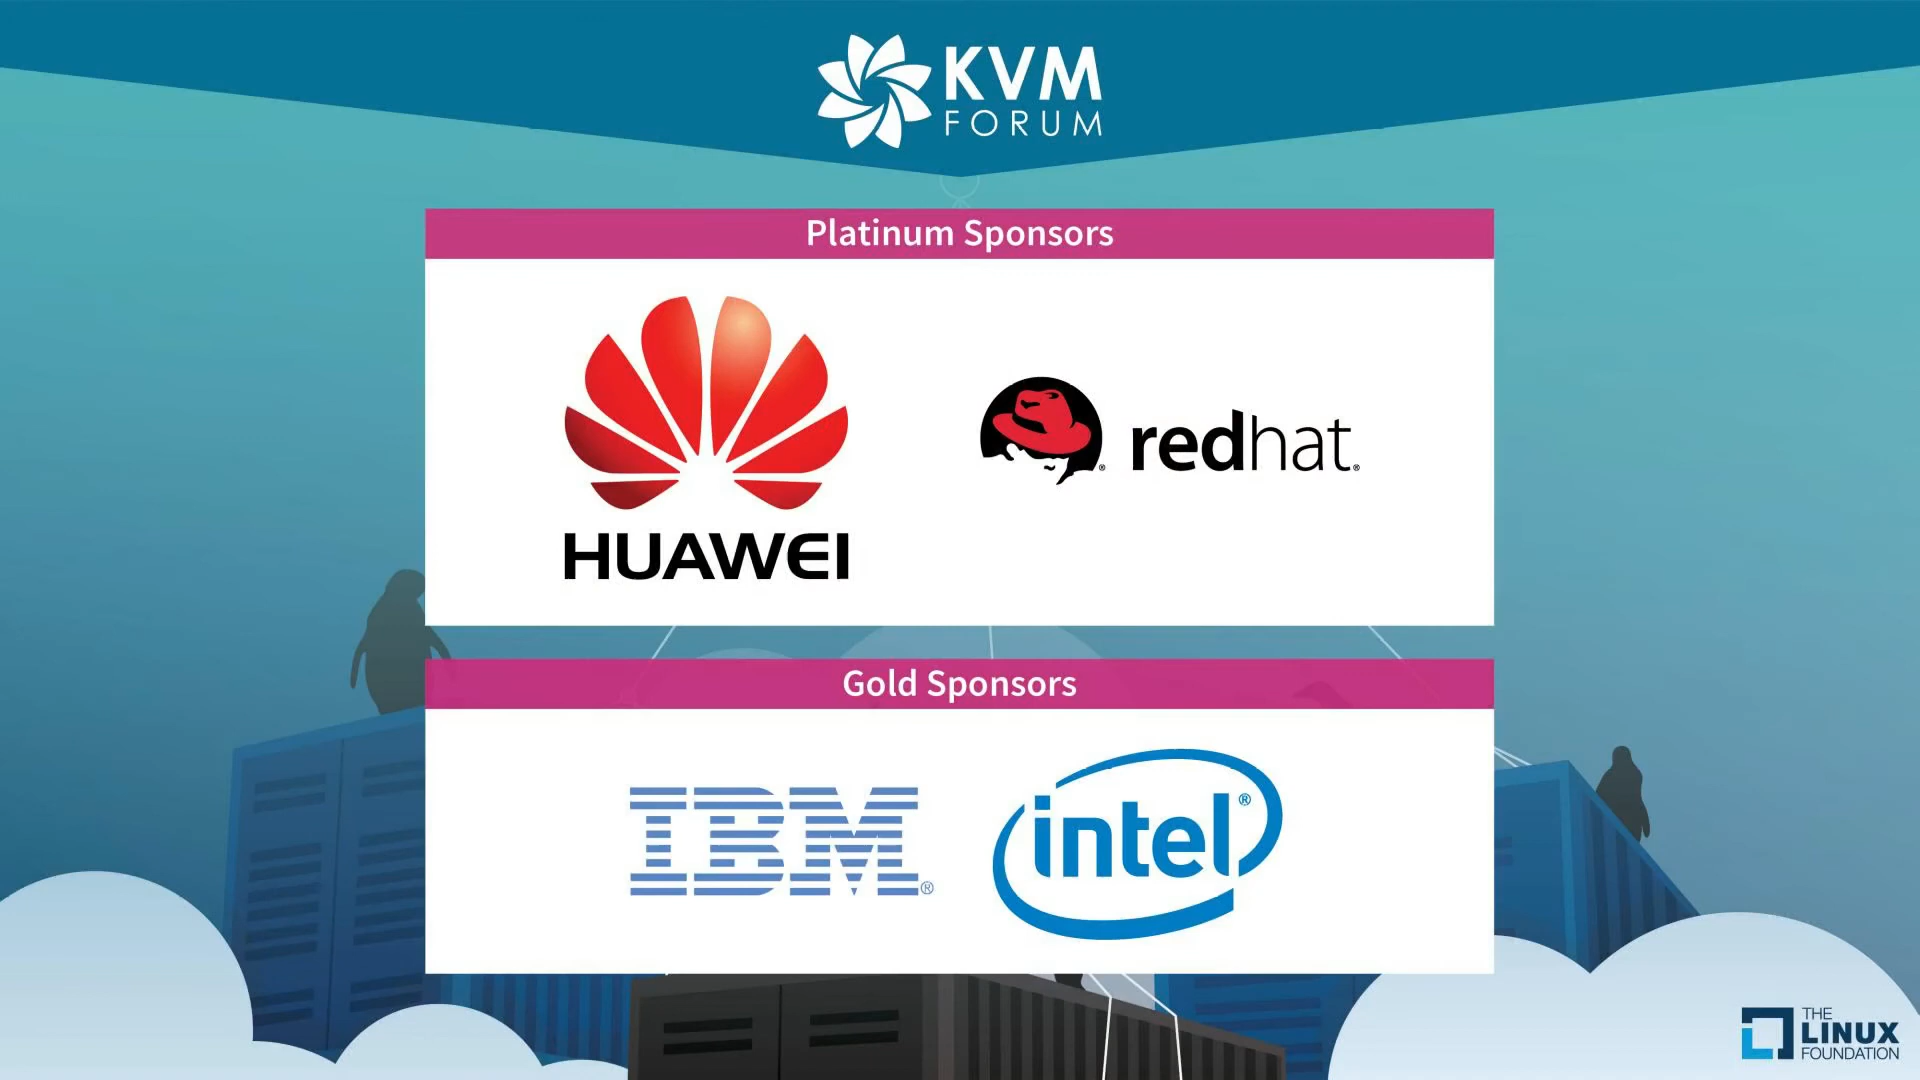 KVM
FORUM
Platinum Sponsors
HUAWEI
redhat.
Gold Sponsors
IBM®
intel®
THE
LINUX
FOUNDATION